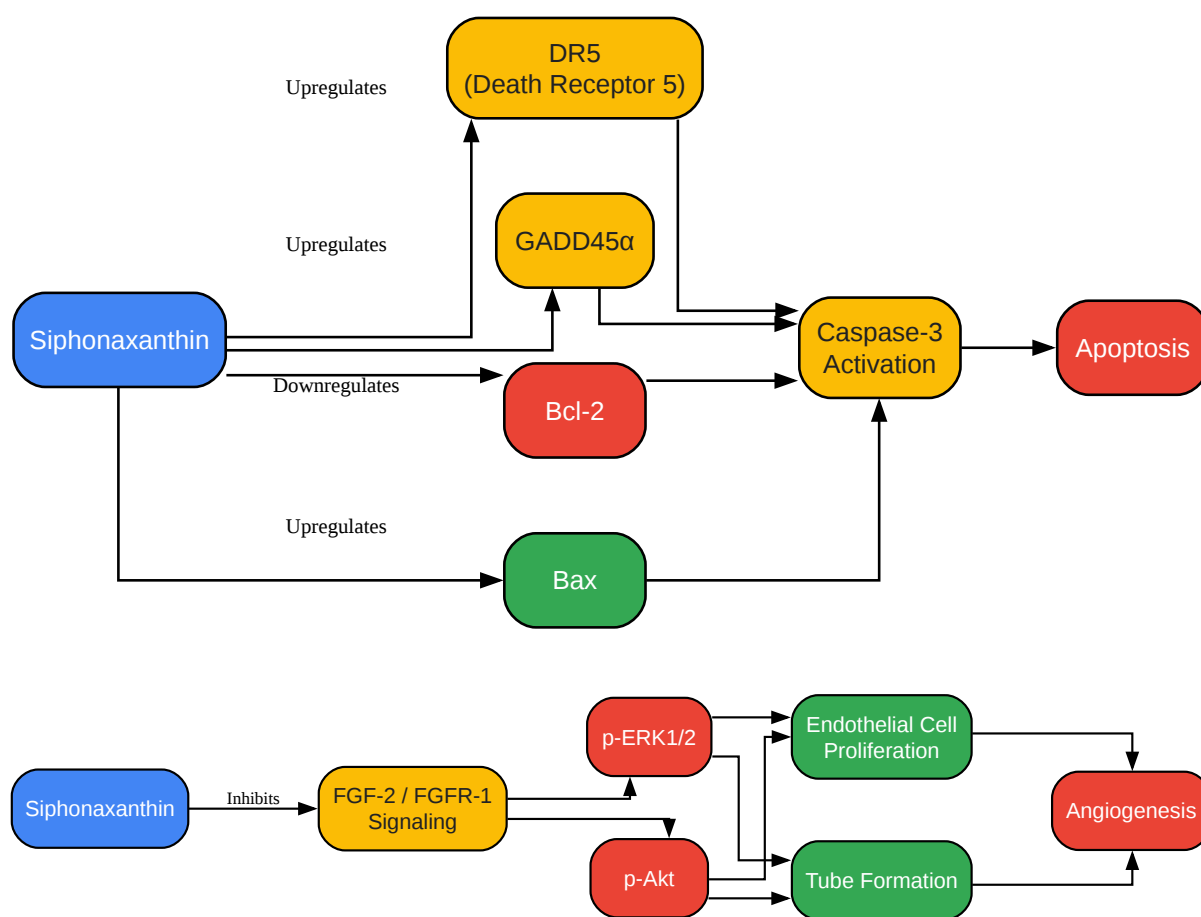 DR5
(Death Receptor 5)
Upregulates
Upregulates
GADD45α
Siphonaxanthin
Caspase-3
Activation
Apoptosis
Downregulates
Bcl-2
Upregulates
Bax
p-ERK1/2
Endothelial Cell
Proliferation
Siphonaxanthin
Inhibits
FGF-2 / FGFR-1
Signaling
Angiogenesis
p-Akt
Tube Formation